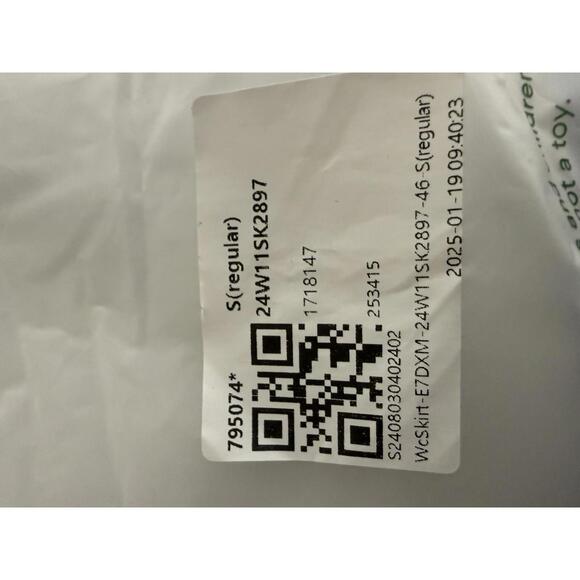 795074* S(regular)
24W11SK2897
1718147
253415
S2408030402402
WcSkirt-E7DXM-24W11SK2897-46-S(regular)
2025-01-19 09:40:23
not a toy.